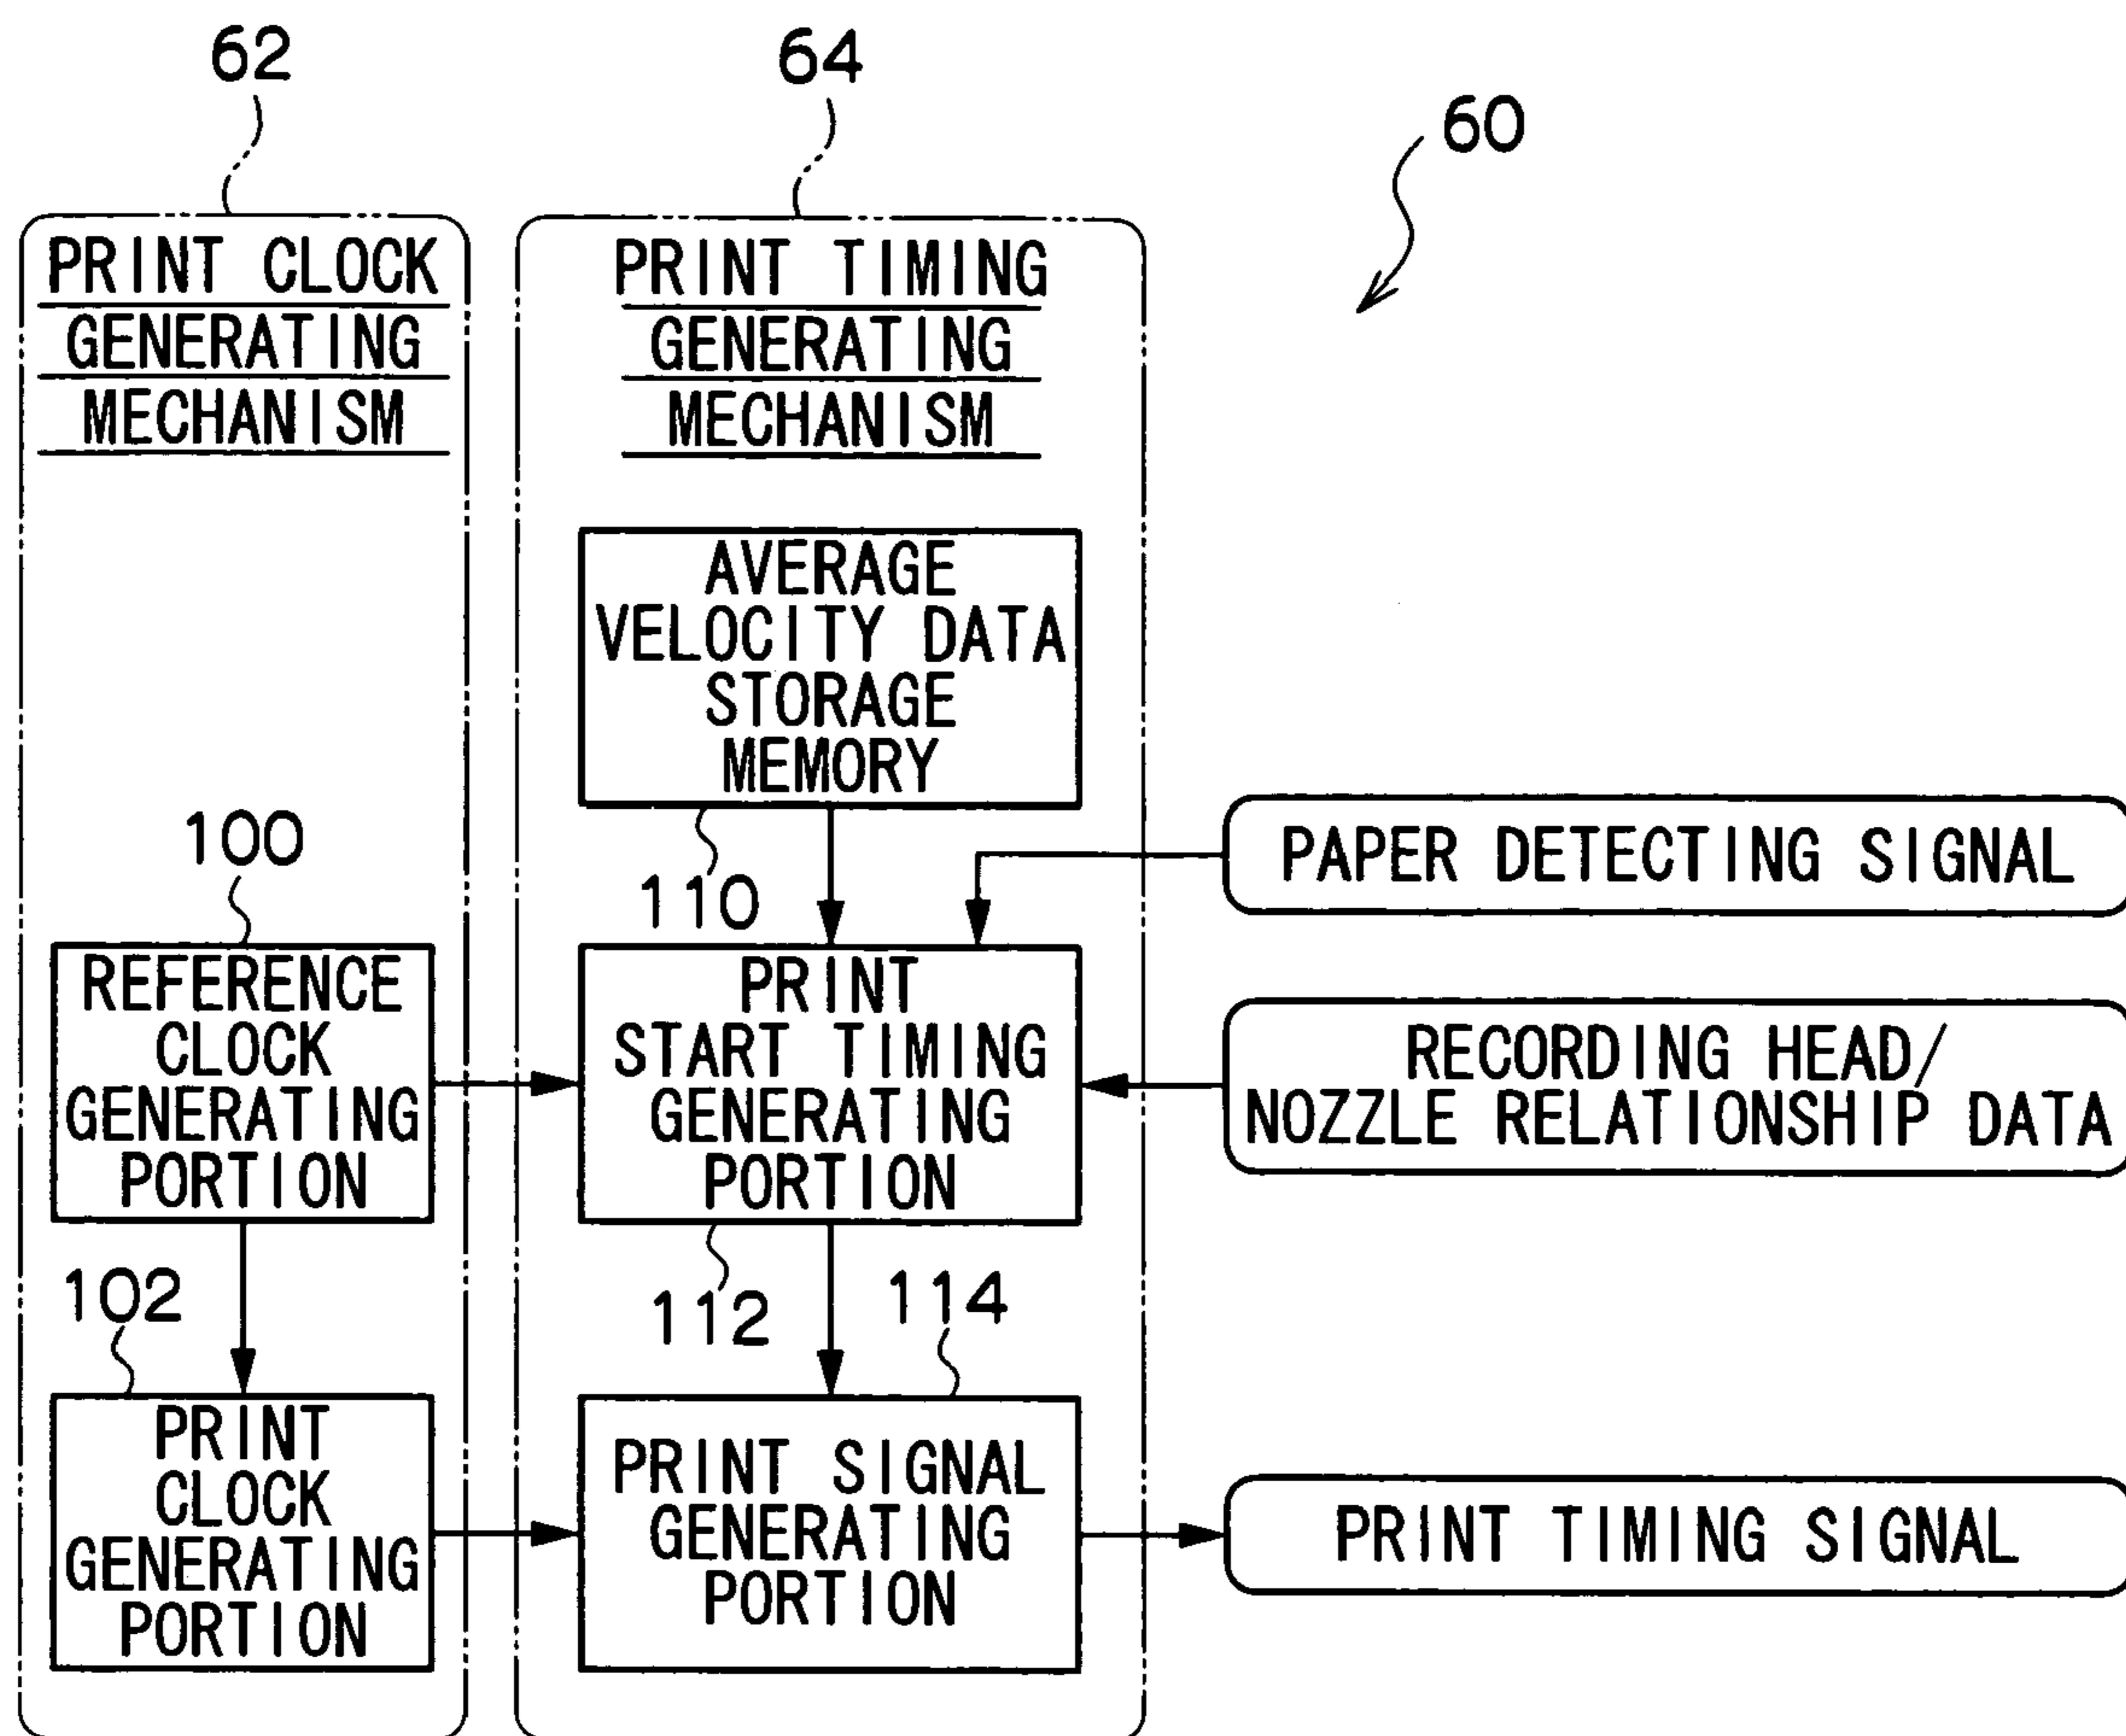 62
64
60
PRINT CLOCK
GENERATING
MECHANISM
PRINT TIMING
GENERATING
MECHANISM
AVERAGE
VELOCITY DATA
STORAGE
MEMORY
110
PAPER DETECTING SIGNAL
100
REFERENCE
CLOCK
GENERATING
PORTION
PRINT
START TIMING
GENERATING
PORTION
RECORDING HEAD/
NOZZLE RELATIONSHIP DATA
102
112
114
PRINT
CLOCK
GENERATING
PORTION
PRINT SIGNAL
GENERATING
PORTION
PRINT TIMING SIGNAL